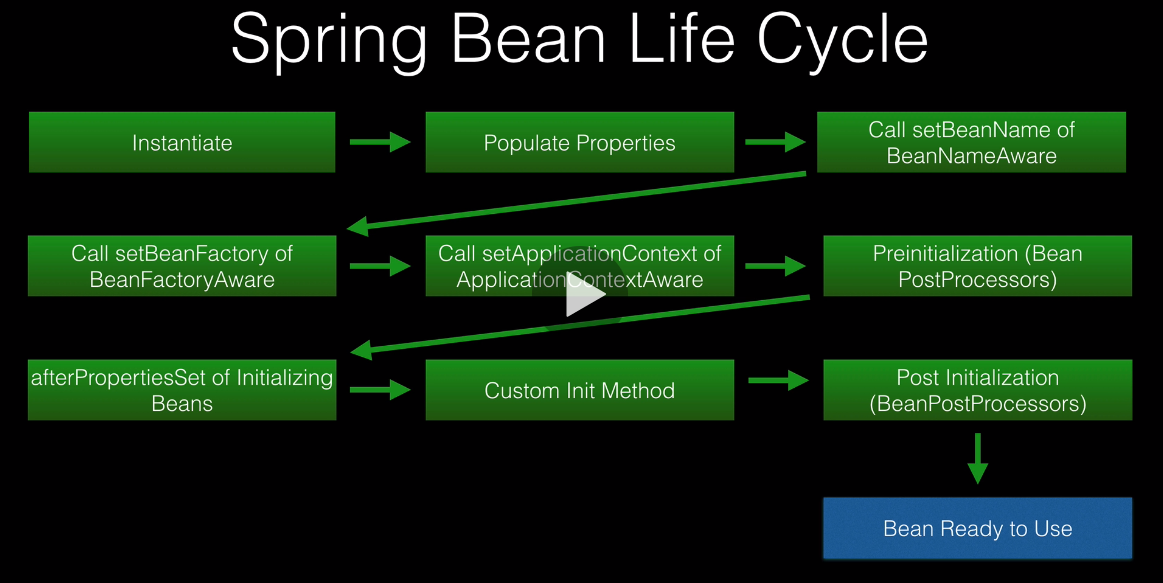 Spring Bean Life Cycle
Instantiate
Populate Properties
Call setBeanName of
BeanNameAware
Call setBeanFactory of
BeanFactoryAware
Call setApplicationContext of
ApplicationContextAware
Preinitialization (Bean
PostProcessors)
afterPropertiesSet of Initializing
Beans
Custom Init Method
Post Initialization
(BeanPostProcessors)
Bean Ready to Use